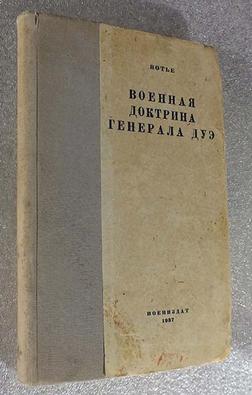 ВОТЬЕ
ВОЕННАЯ
ДОКТРИНА
ГЕНЕРАЛА ДУЭ
ВОЕНИЗДАТ
1937